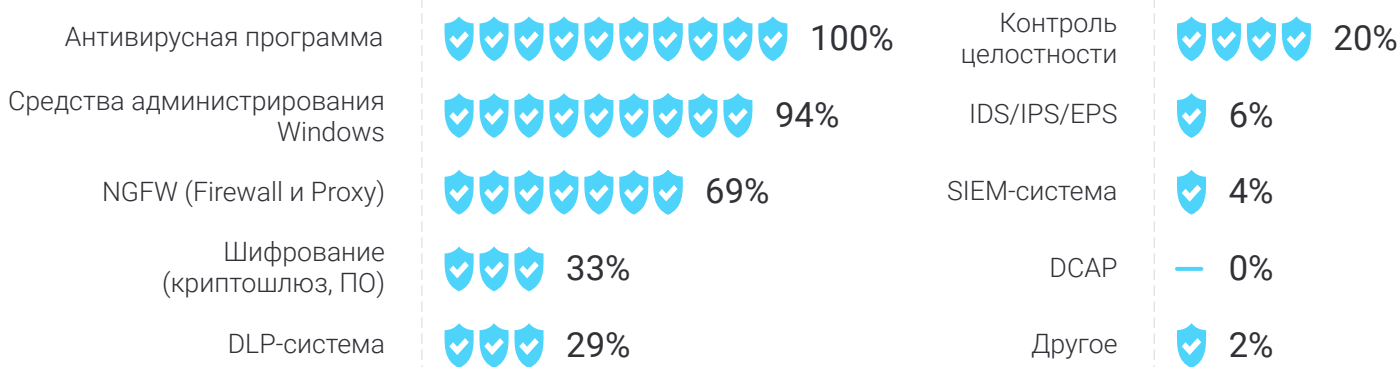 Антивирусная программа
100%
Средства администрирования
Windows
94%
NGFW (Firewall и Proxy)
69%
Шифрование
(криптошлюз, ПО)
33%
DLP-система
29%
Контроль
целостности
20%
IDS/IPS/EPS
6%
SIEM-система
4%
DCAP
0%
Другое
2%